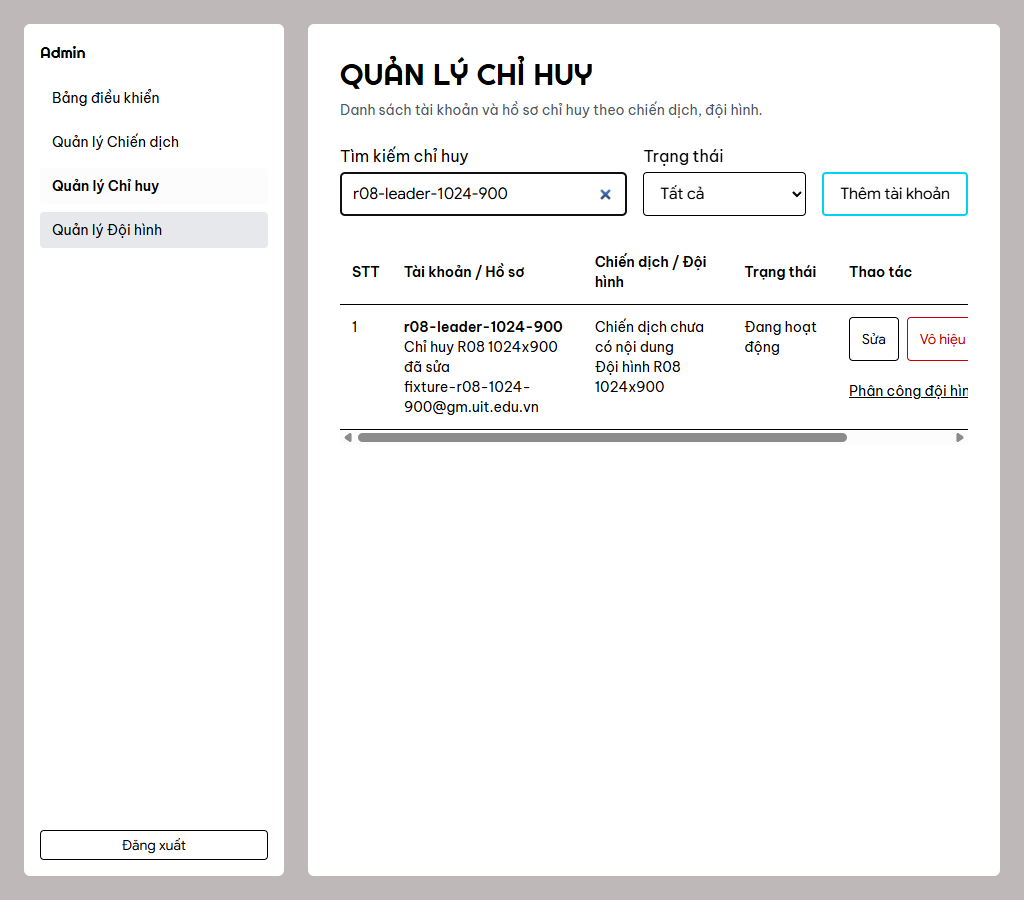 Admin
Bảng điều khiển
Quản lý Chiến dịch
Quản lý Chỉ huy
Quản lý Đội hình
Đăng xuất
QUẢN LÝ CHỈ HUY
Danh sách tài khoản và hồ sơ chỉ huy theo chiến dịch, đội hình.
Tìm kiếm chỉ huy
Trạng thái
r08-leader-1024-900
Tất cả
Thêm tài khoản
STT
Tài khoản / Hồ sơ
Chiến dịch / Đội
hình
Trạng thái
Thao tác
1
r08-leader-1024-900
Chỉ huy R08 1024x900
đã sửa
fixture-r08-1024-
900@gm.uit.edu.vn
Chiến dịch chưa
có nội dung
Đội hình R08
1024x900
Đang hoạt
động
Sửa
Vô hiệu
Phân công đội hìn